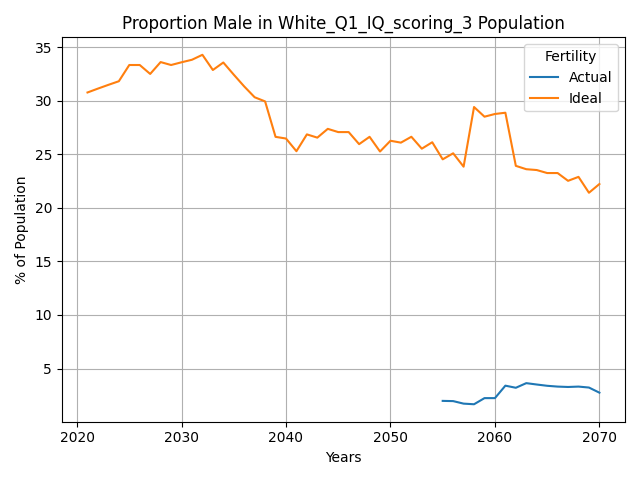 Proportion Male in White_Q1_IQ_scoring_3 Population
Fertility
Actual
Ideal
% of Population
35
30
25
20
15
10
5
2020 2030 2040 2050 2060 2070
Years